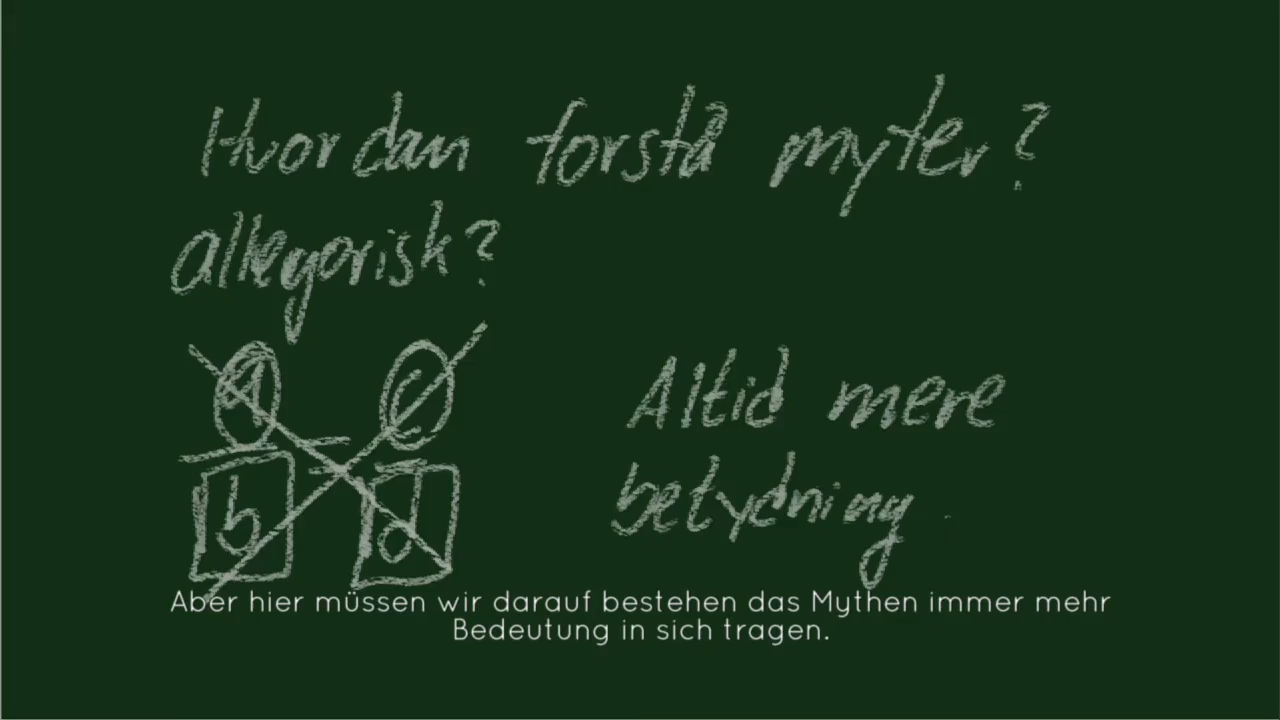 Hvordan forstå myter?
allegorisk?
a c
Altid mere
b d
betydning.
Aber hier müssen wir darauf bestehen das Mythen immer mehr
Bedeutung in sich tragen.